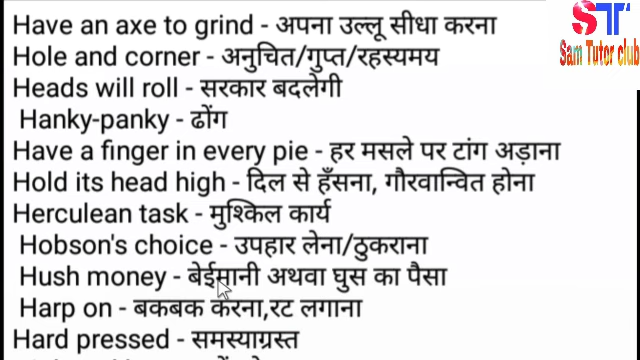 Have an axe to grind - अपना उल्लू सीधा करना
Hole and corner - अनुचित/गुप्त/रहस्यमय
Heads will roll - सरकार बदलेगी
Hanky-panky - ढोंग
Have a finger in every pie - हर मसले पर टांग अड़ाना
Hold its head high - दिल से हँसना, गौरवान्वित होना
Herculean task - मुश्किल कार्य
Hobson's choice - उपहार लेना/ठुकराना
Hush money - बेईमानी अथवा घुस का पैसा
Harp on - बकबक करना,रट लगाना
Hard pressed - समस्याग्रस्त
ST
Sam Tutor club